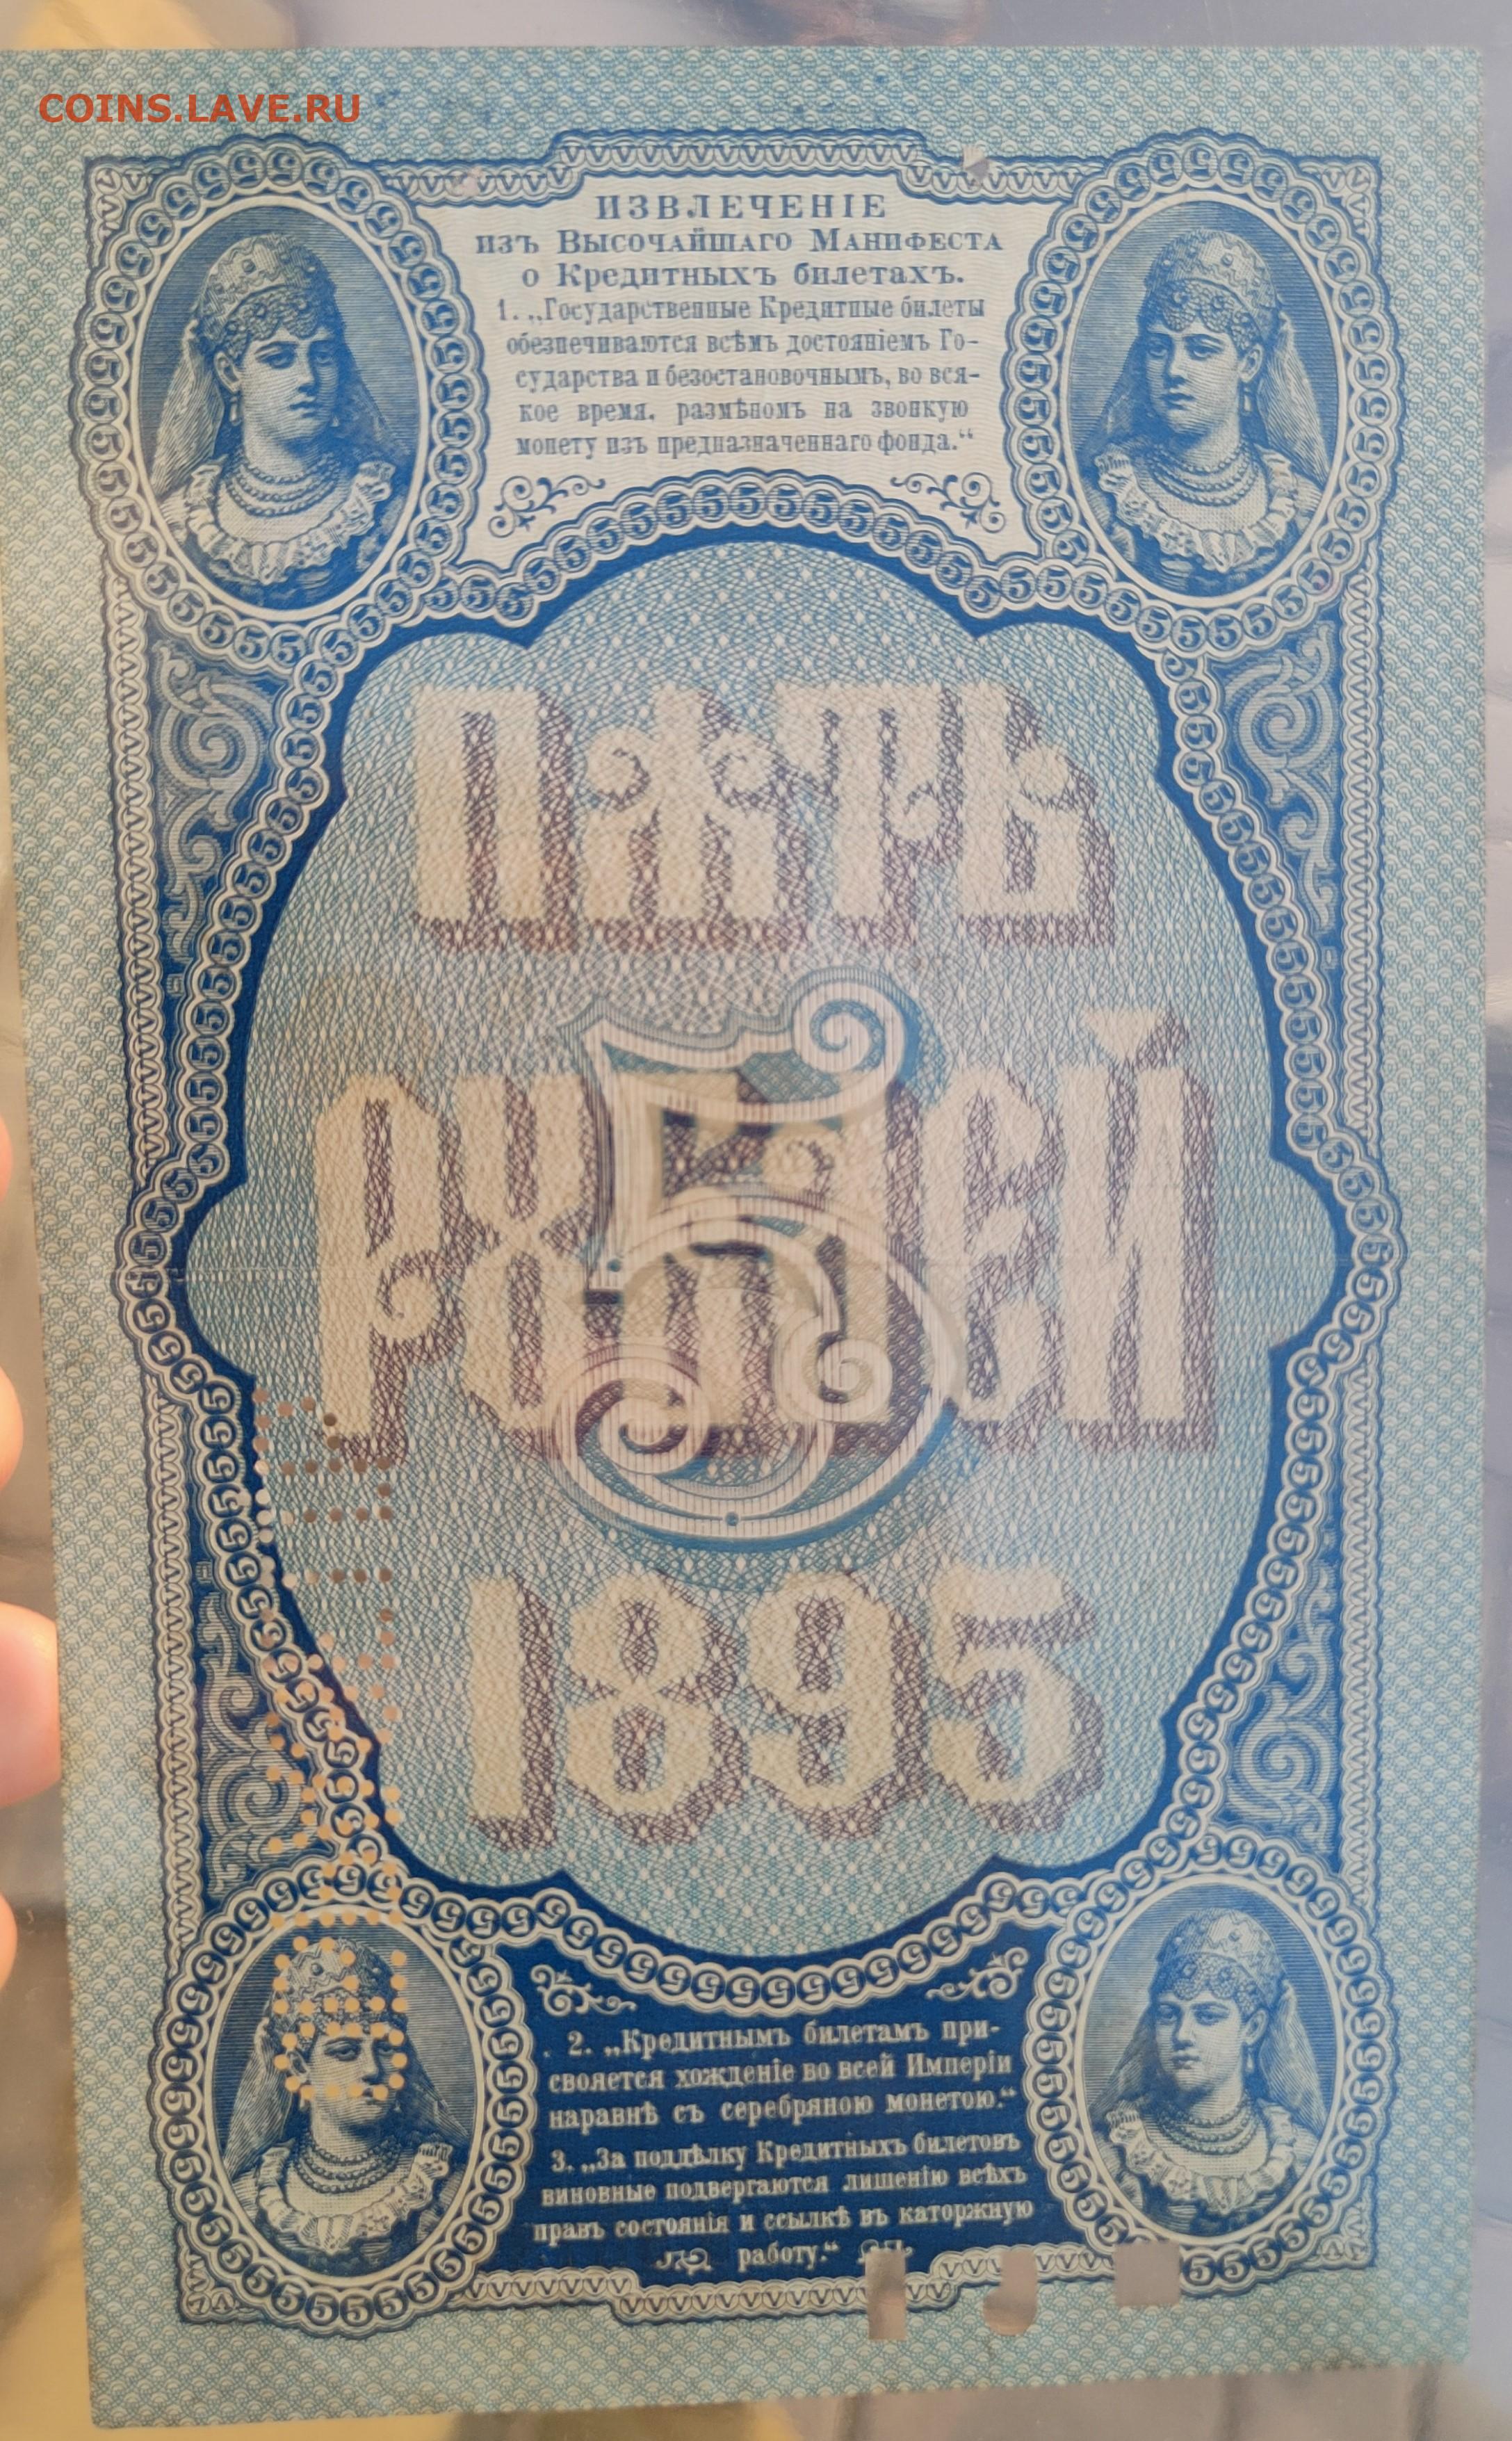 COINS.LAVE.RU
ИЗВЛЕЧЕНІЕ
изъ Высочайшаго Манифеста
о Кредитныхъ билетахъ.
1. „Государственные Кредитные билеты
обезпечиваются всѣмъ достояніемъ Го-
сударства и безостановочнымъ, во вся-
кое время, размѣномъ на звонкую
монету изъ предназначеннаго фонда.“
ПѦТЬ
5
РУБЛЕЙ
1895
2. „Кредитнымъ билетамъ при-
свояется хожденіе во всей Имперіи
наравнѣ съ серебряною монетою.“
3. „За поддѣлку Кредитныхъ билетовъ
виновные подвергаются лишенію всѣхъ
правъ состоянія и ссылкѣ въ каторжную
работу.“